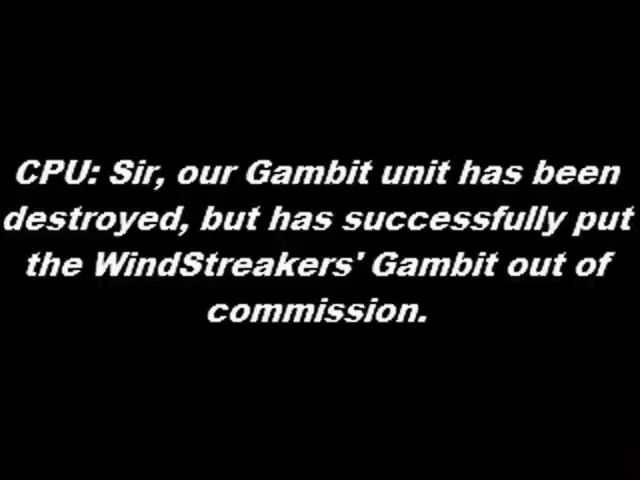 CPU: Sir, our Gambit unit has been
destroyed, but has successfully put
the WindStreakers' Gambit out of
commission.